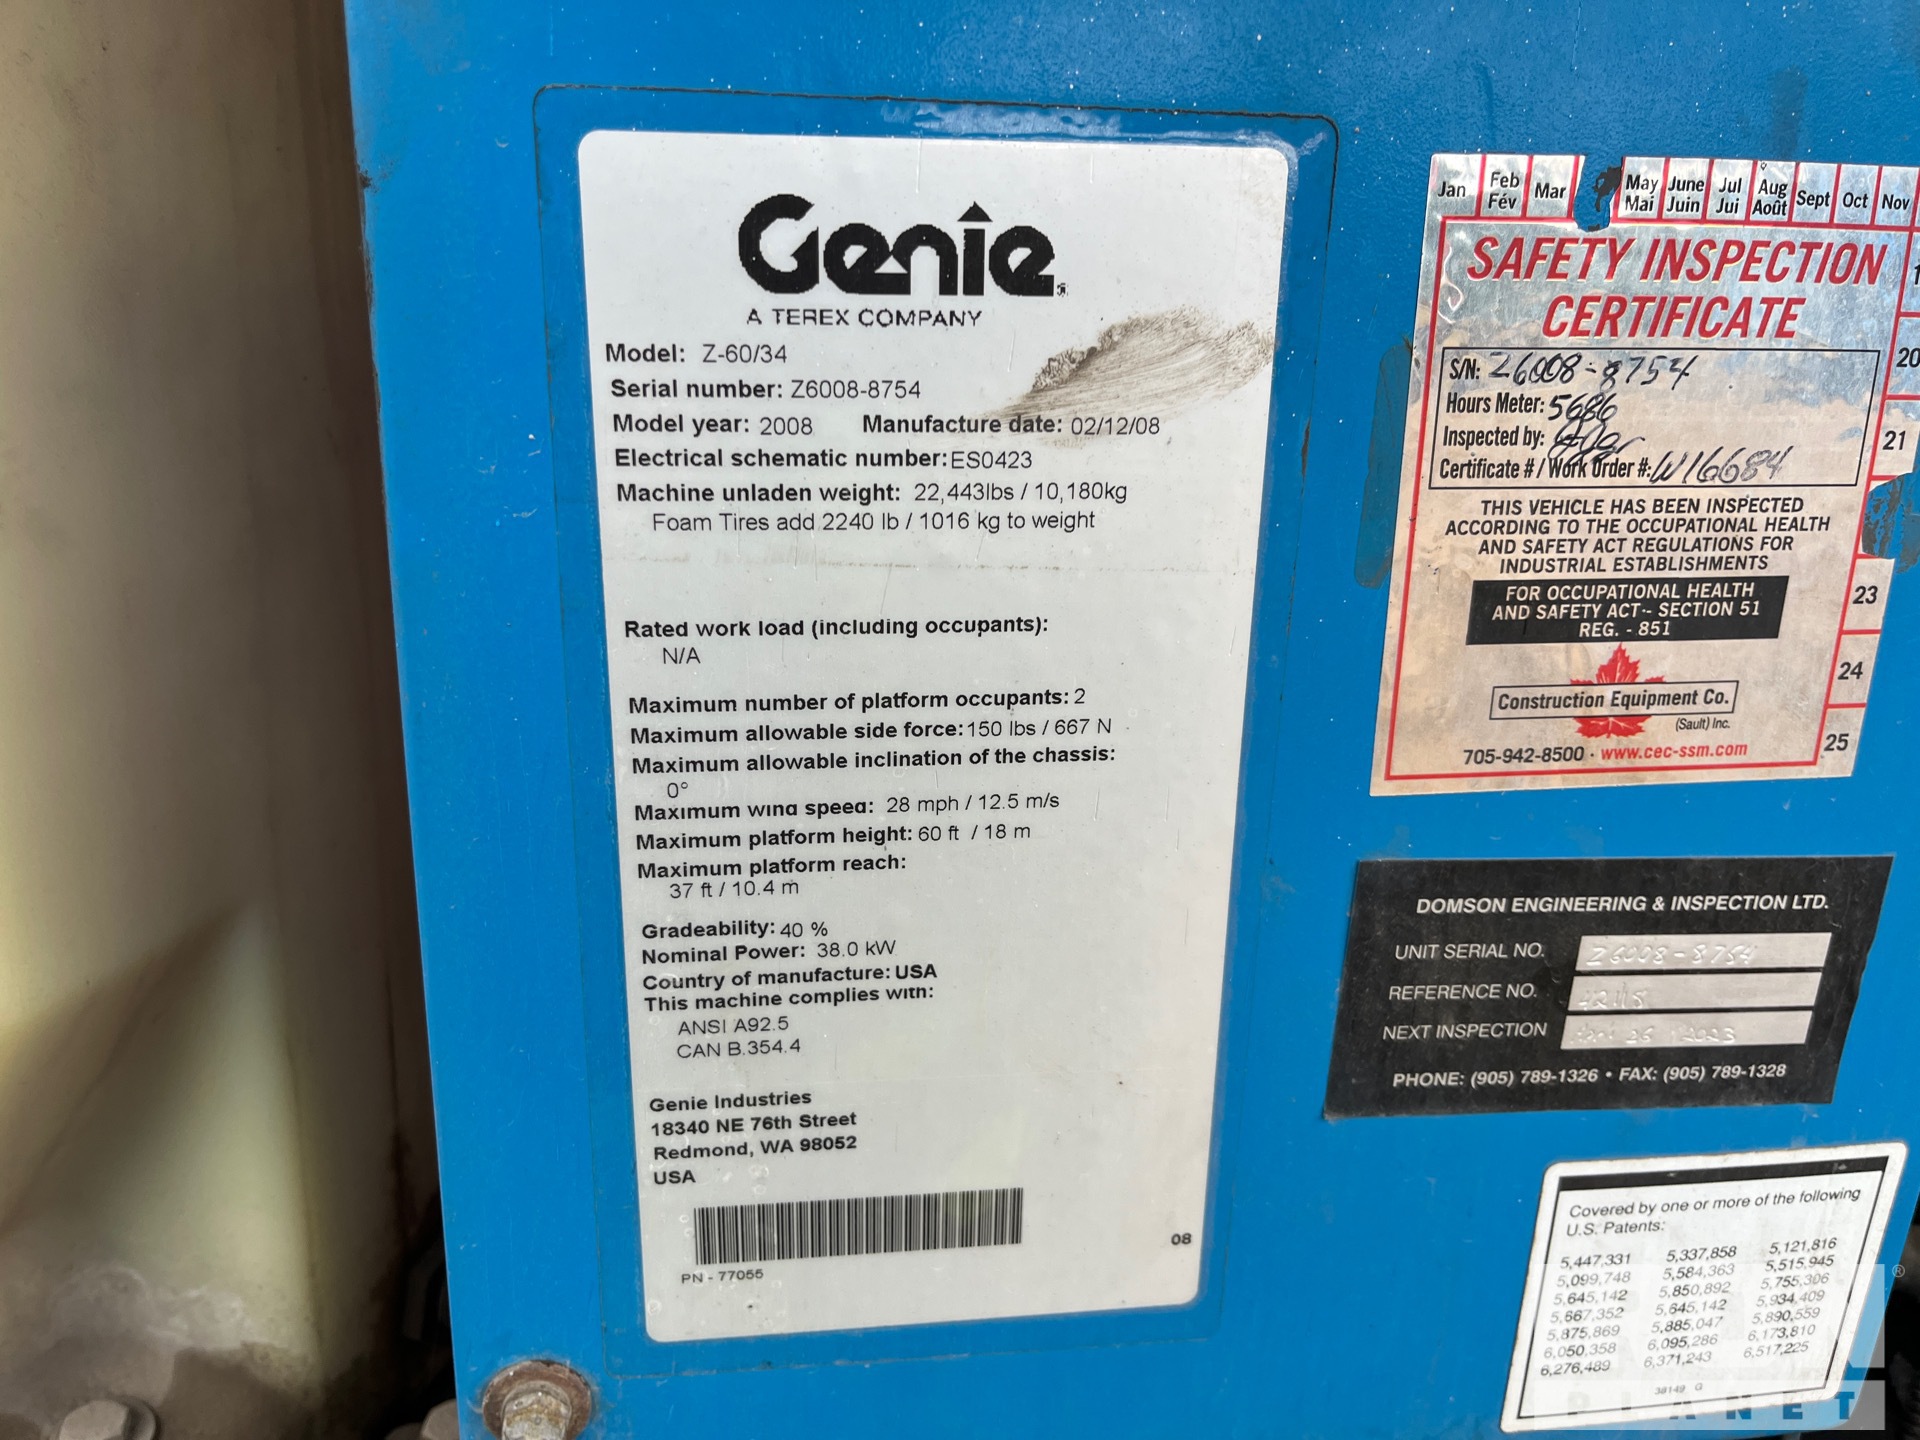 Genie
A TEREX COMPANY
Model: Z-60/34
Serial number: Z6008-8754
Model year: 2008 Manufacture date: 02/12/08
Electrical schematic number: ES0423
Machine unladen weight: 22,443lbs / 10,180kg
Foam Tires add 2240 lb / 1016 kg to weight
Rated work load (including occupants):
N/A
Maximum number of platform occupants: 2
Maximum allowable side force: 150 lbs / 667 N
Maximum allowable inclination of the chassis:
0°
Maximum wind speed: 28 mph / 12.5 m/s
Maximum platform height: 60 ft / 18 m
Maximum platform reach:
37 ft / 10.4 m
Gradeability: 40 %
Nominal Power: 38.0 kW
Country of manufacture: USA
This machine complies with:
ANSI A92.5
CAN B.354.4
Genie Industries
18340 NE 76th Street
Redmond, WA 98052
USA
PN - 77055
08
Jan Feb Mar May June Jul Aug Sept Oct Nov
Fév Mai Juin Jui Août
SAFETY INSPECTION
CERTIFICATE
S/N: Z6008-8754
Hours Meter: 5686
Inspected by:
Certificate # / Work Order #: W16684
THIS VEHICLE HAS BEEN INSPECTED
ACCORDING TO THE OCCUPATIONAL HEALTH
AND SAFETY ACT REGULATIONS FOR
INDUSTRIAL ESTABLISHMENTS
FOR OCCUPATIONAL HEALTH
AND SAFETY ACT - SECTION 51
REG. - 851
Construction Equipment Co.
(Sault) Inc.
705-942-8500 · www.cec-ssm.com
20
21
23
24
25
DOMSON ENGINEERING & INSPECTION LTD.
UNIT SERIAL NO. Z6008-8754
REFERENCE NO.
NEXT INSPECTION 26 2023
PHONE: (905) 789-1326 • FAX: (905) 789-1328
Covered by one or more of the following
U.S. Patents:
5,447,331 5,337,858 5,121,816
5,099,748 5,584,363 5,515,945
5,645,142 5,850,892 5,755,306
5,667,352 5,645,142 5,934,409
5,875,869 5,885,047 5,890,559
6,050,358 6,095,286 6,173,810
6,276,489 6,371,243 6,517,225
38149 G
PLANET